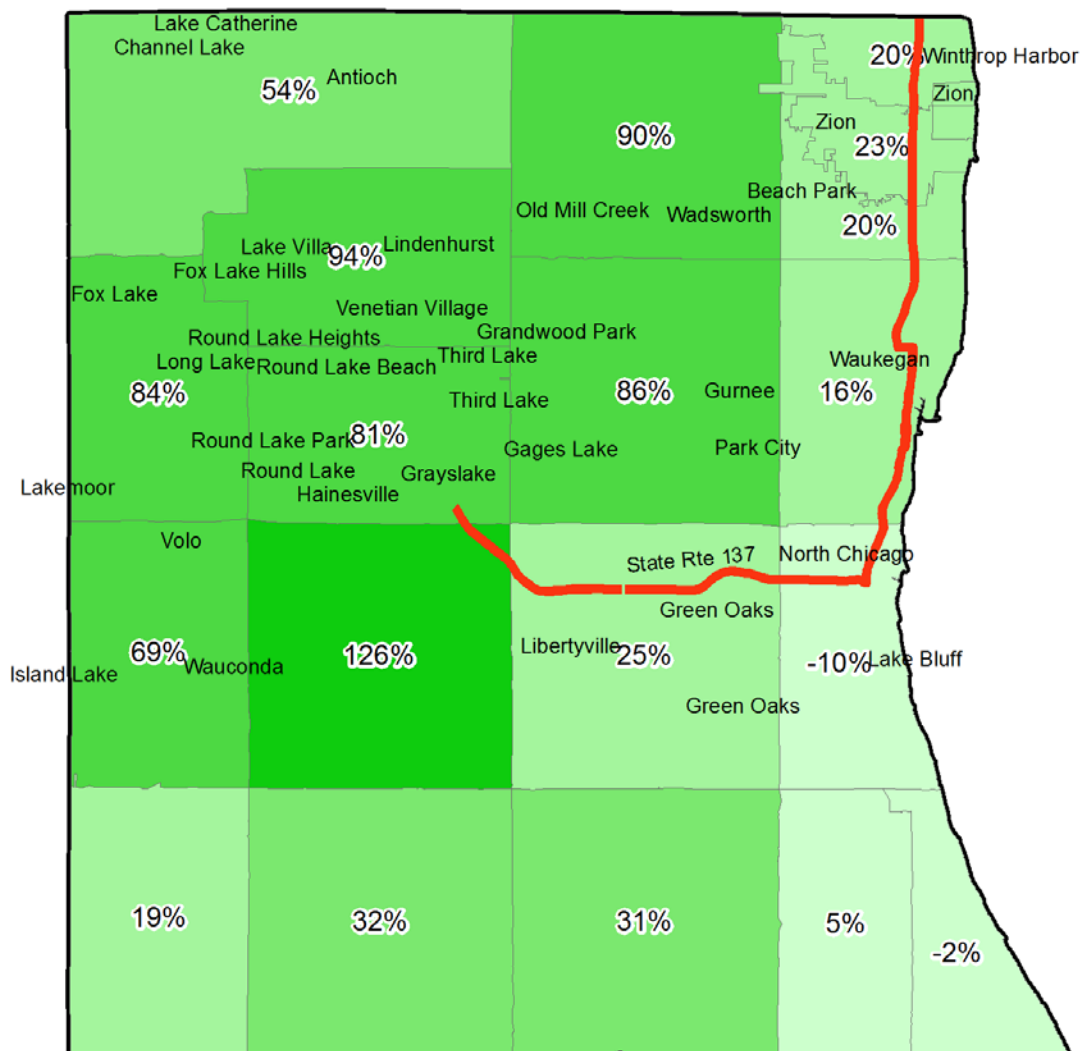 Lake Catherine
Channel Lake
Antioch
54%
20%
Winthrop Harbor
Zion
Zion
90%
23%
Beach Park
Old Mill Creek
Wadsworth
20%
Lake Villa
94%
Lindenhurst
Fox Lake Hills
Fox Lake
Venetian Village
Round Lake Heights
Grandwood Park
Long Lake
Round Lake Beach
Third Lake
Waukegan
84%
Third Lake
86%
Gurnee
16%
Round Lake Park
81%
Gages Lake
Park City
Round Lake
Grayslake
Lakemoor
Hainesville
Volo
State Rte 137
North Chicago
Green Oaks
Island Lake
69%
Wauconda
126%
Libertyville
25%
-10%
Lake Bluff
Green Oaks
19%
32%
31%
5%
-2%